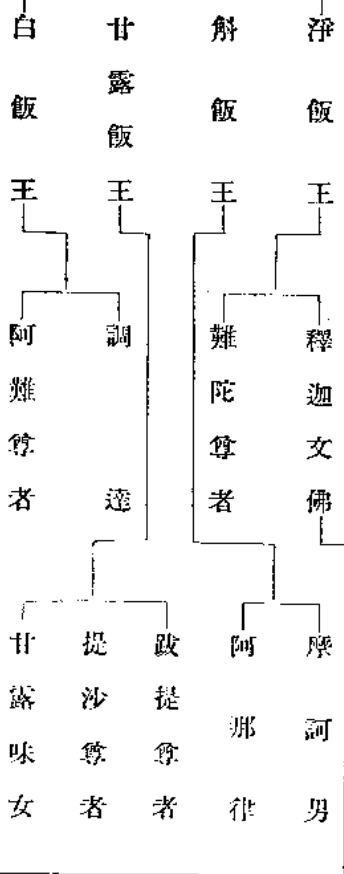 淨飯王
斛飯王
甘露飯王
白飯王
釋迦文佛
難陀尊者
調達
阿難尊者
摩訶男
阿那律
跋提尊者
提沙尊者
甘露味女